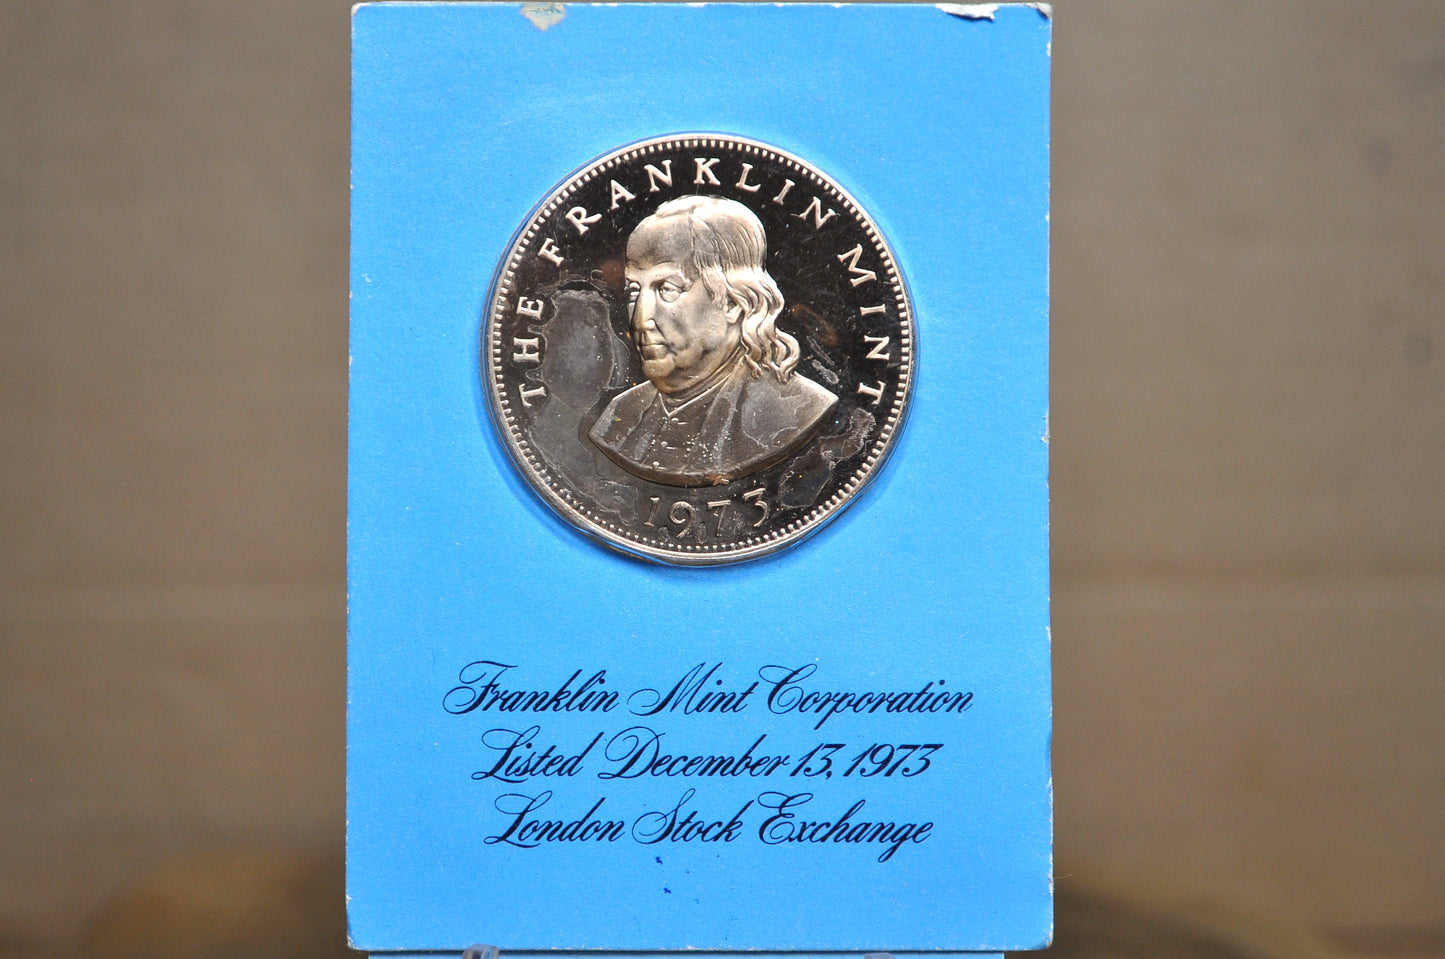 THE FRANKLIN MINT
1973
Franklin Mint Corporation
Listed December 13, 1973
London Stock Exchange